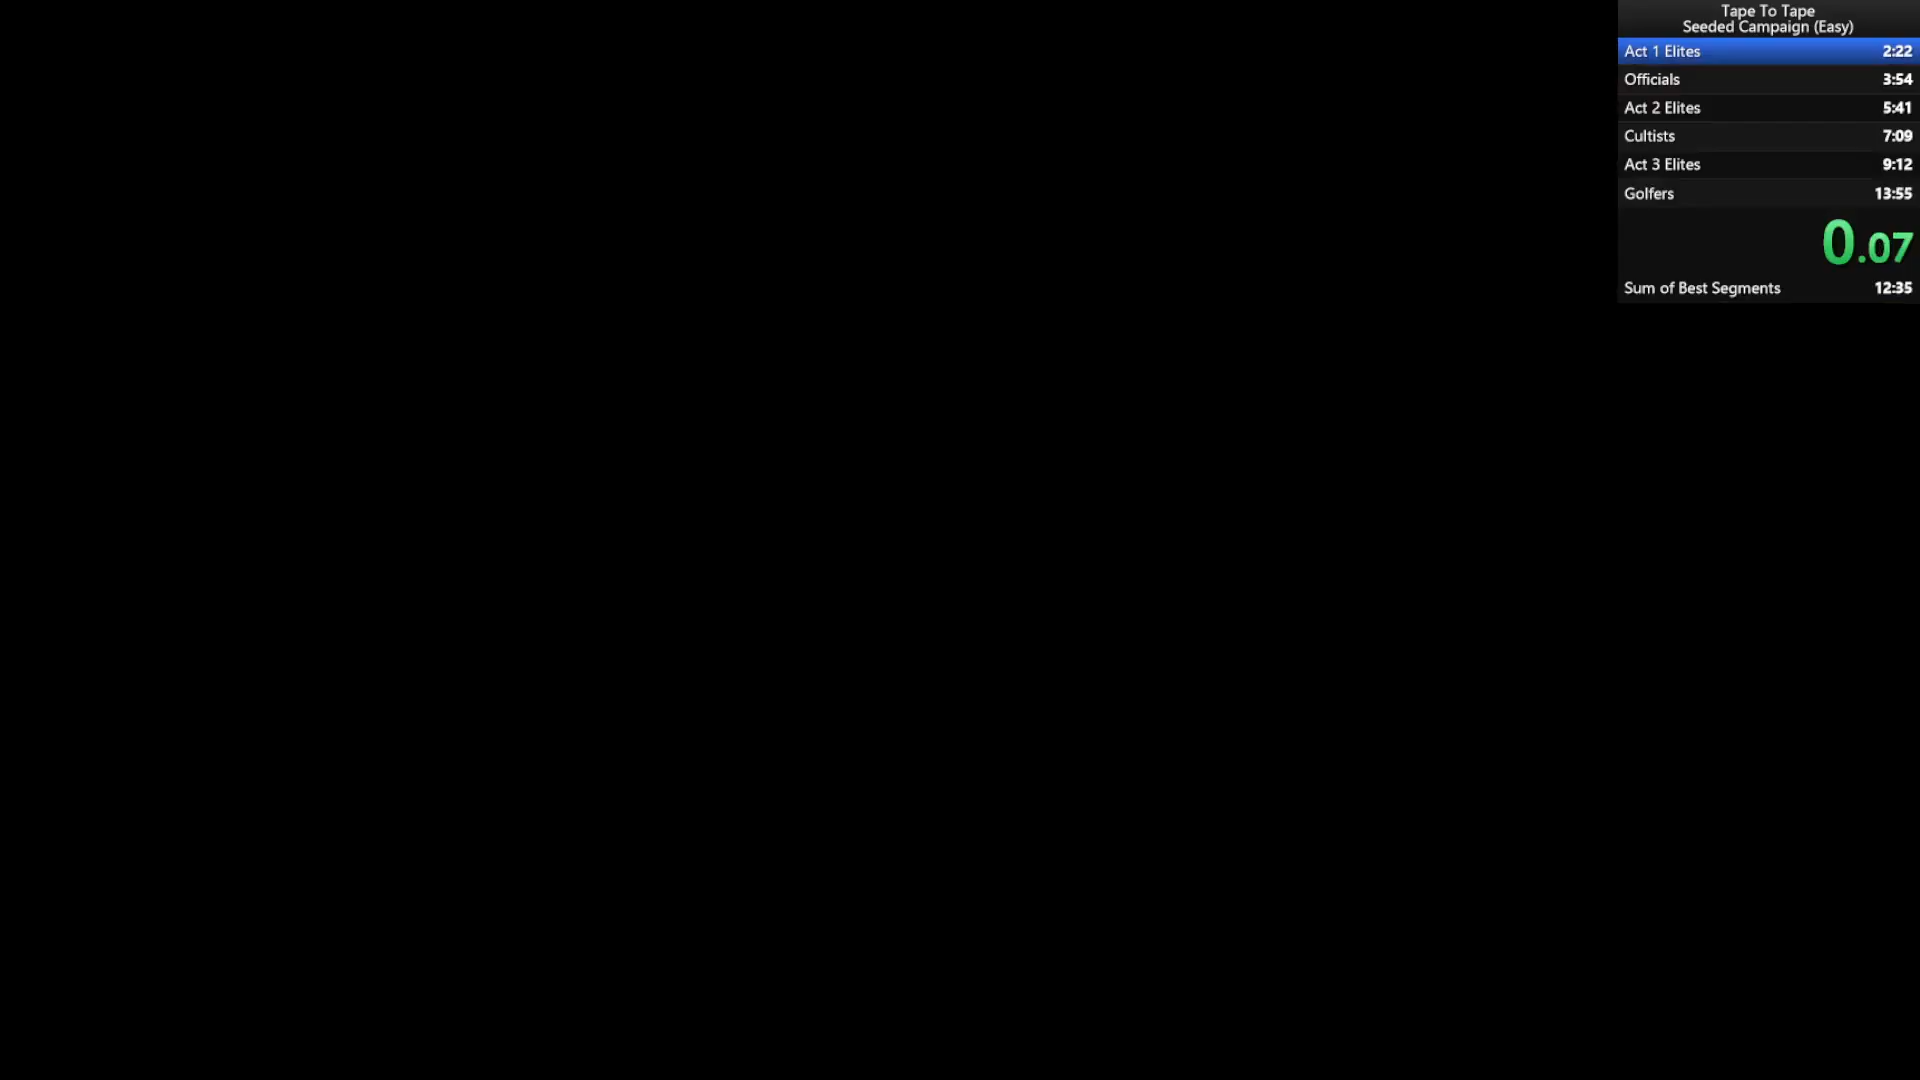 Tape To Tape
Seeded Campaign (Easy)
Act 1 Elites 2:22
Officials 3:54
Act 2 Elites 5:41
Cultists 7:09
Act 3 Elites 9:12
Golfers 13:55
0.07
Sum of Best Segments 12:35